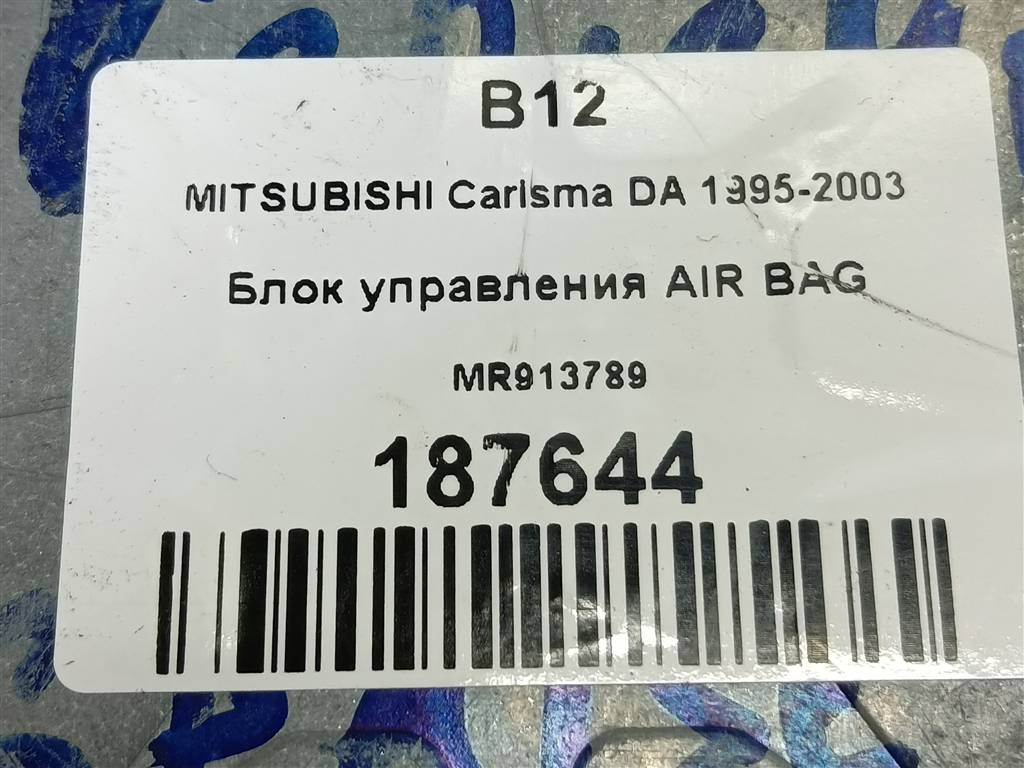 B12
MITSUBISHI Carisma DA 1995-2003
Блок управления AIR BAG
MR913789
187644